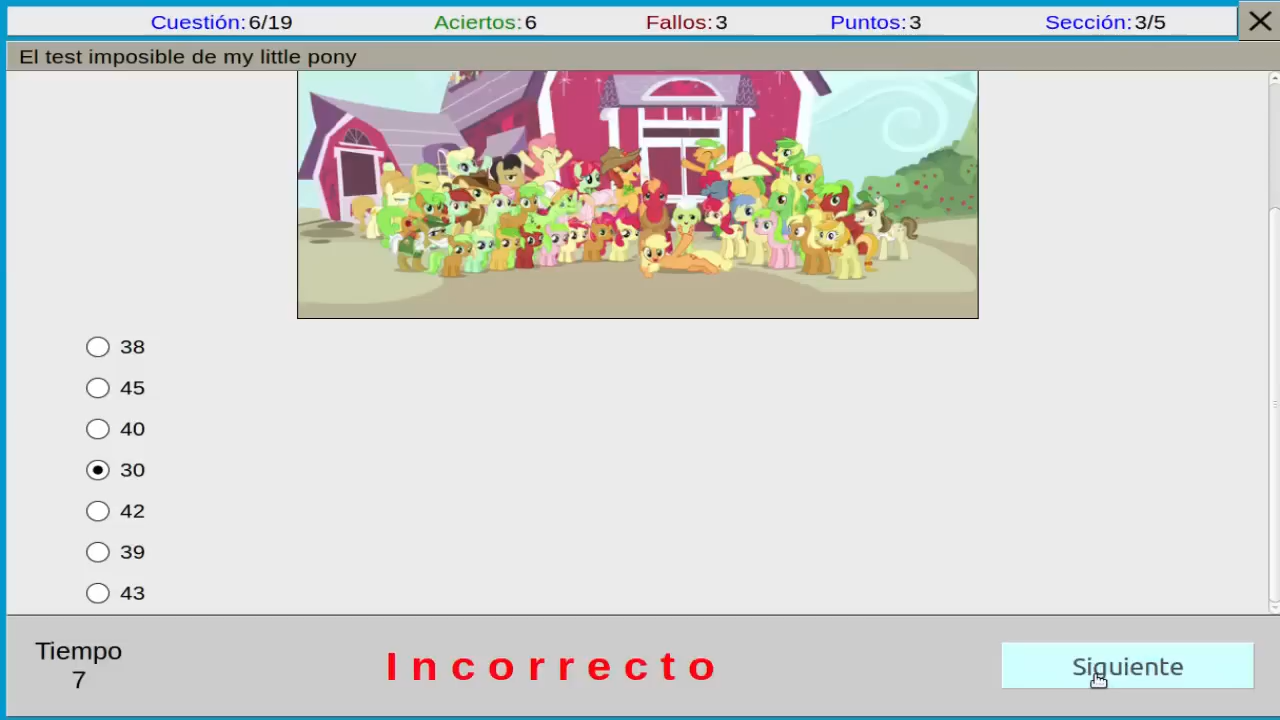 Cuestión: 6/19 Aciertos: 6 Fallos: 3 Puntos: 3 Sección: 3/5
El test imposible de my little pony
38
45
40
30
42
39
43
Tiempo
7
Incorrecto
Siguiente